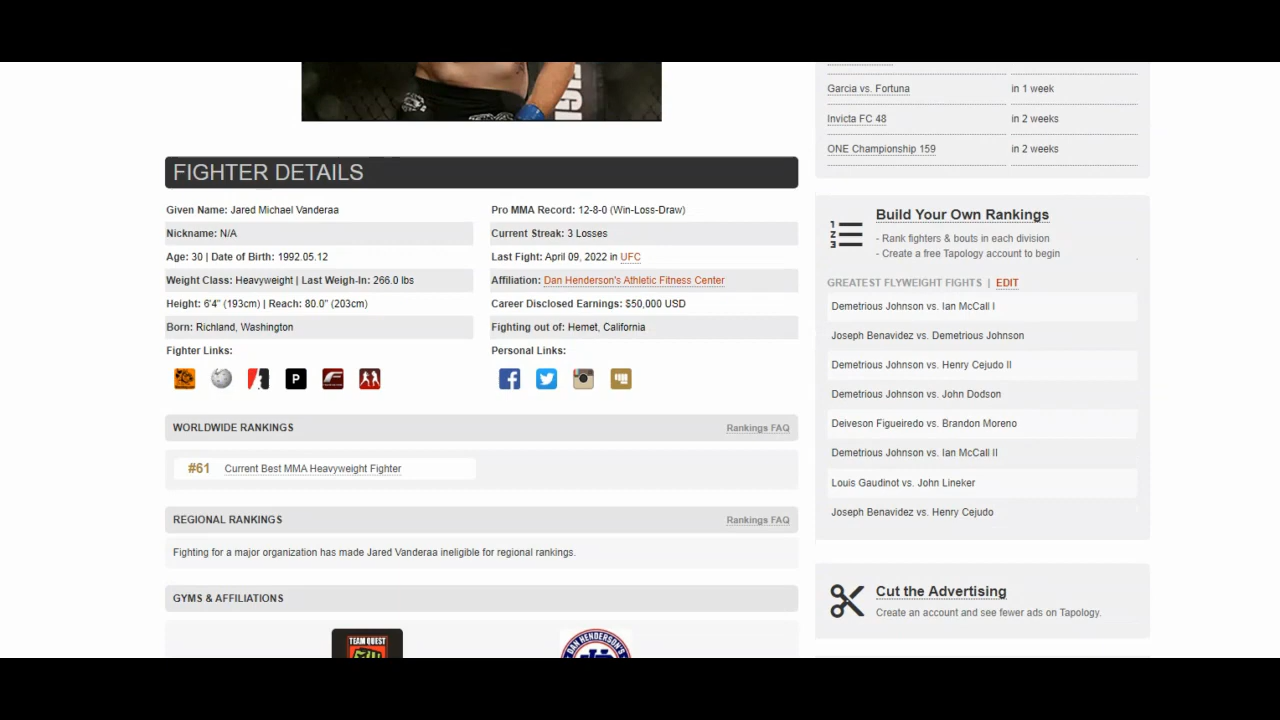 FIGHTER DETAILS
Given Name: Jared Michael Vanderaa
Nickname: N/A
Age: 30 | Date of Birth: 1992.05.12
Weight Class: Heavyweight | Last Weigh-In: 266.0 lbs
Height: 6'4" (193cm) | Reach: 80.0" (203cm)
Born: Richland, Washington
Fighter Links:
P
Pro MMA Record: 12-8-0 (Win-Loss-Draw)
Current Streak: 3 Losses
Last Fight: April 09, 2022 in UFC
Affiliation: Dan Henderson's Athletic Fitness Center
Career Disclosed Earnings: $50,000 USD
Fighting out of: Hemet, California
Personal Links:
WORLDWIDE RANKINGS
Rankings FAQ
#61 Current Best MMA Heavyweight Fighter
REGIONAL RANKINGS
Rankings FAQ
Fighting for a major organization has made Jared Vanderaa ineligible for regional rankings.
GYMS & AFFILIATIONS
TEAM QUEST
DAN HENDERSON'S
Garcia vs. Fortuna in 1 week
Invicta FC 48 in 2 weeks
ONE Championship 159 in 2 weeks
1
2
3
Build Your Own Rankings
- Rank fighters & bouts in each division
- Create a free Tapology account to begin
GREATEST FLYWEIGHT FIGHTS | EDIT
Demetrious Johnson vs. Ian McCall I
Joseph Benavidez vs. Demetrious Johnson
Demetrious Johnson vs. Henry Cejudo II
Demetrious Johnson vs. John Dodson
Deiveson Figueiredo vs. Brandon Moreno
Demetrious Johnson vs. Ian McCall II
Louis Gaudinot vs. John Lineker
Joseph Benavidez vs. Henry Cejudo
Cut the Advertising
Create an account and see fewer ads on Tapology.